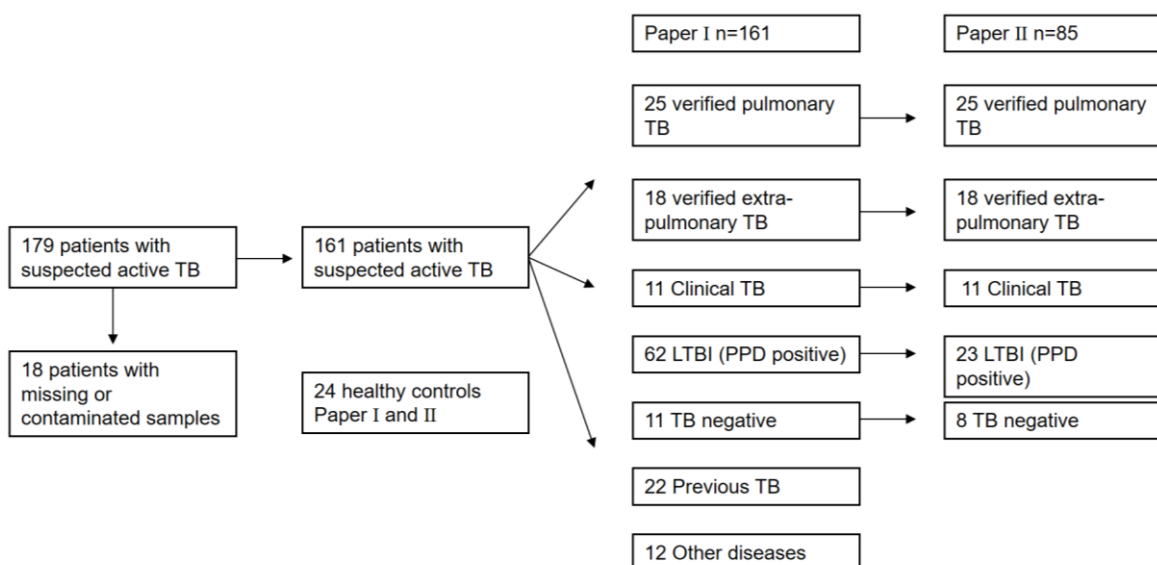 179 patients with
suspected active TB
18 patients with
missing or
contaminated samples
161 patients with
suspected active TB
24 healthy controls
Paper I and II
Paper I n=161
25 verified pulmonary
TB
18 verified extra-
pulmonary TB
11 Clinical TB
62 LTBI (PPD positive)
11 TB negative
22 Previous TB
12 Other diseases
Paper II n=85
25 verified pulmonary
TB
18 verified extra-
pulmonary TB
11 Clinical TB
23 LTBI (PPD
positive)
8 TB negative